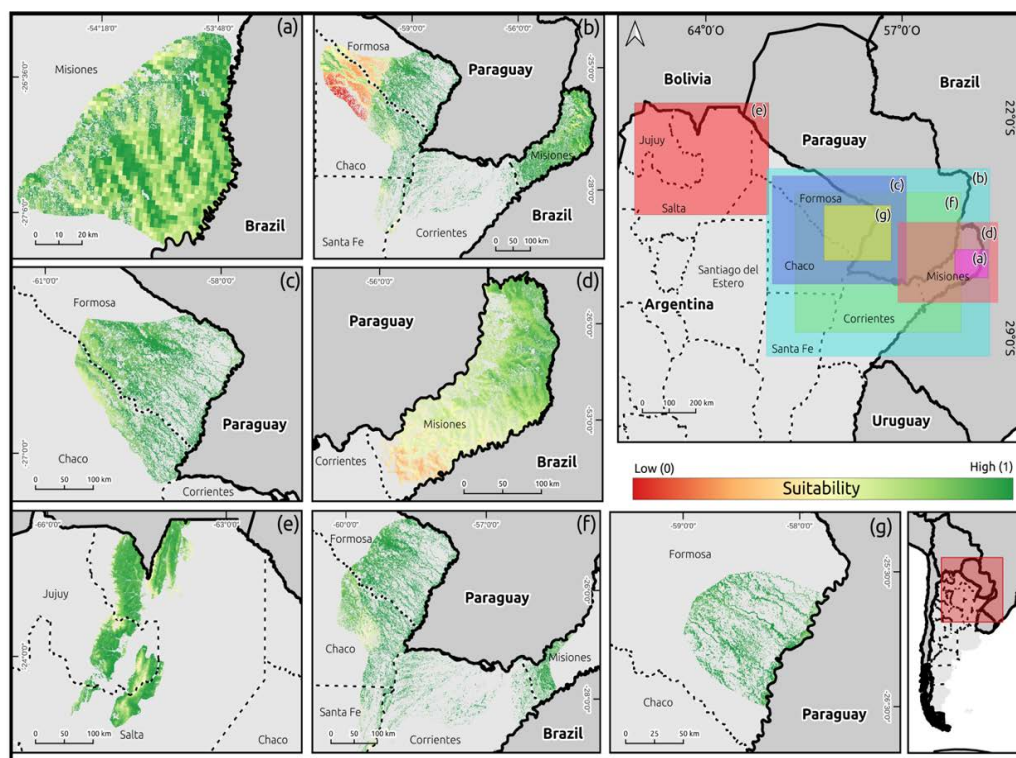 -54°18'0
-53°48'0
(a)
Misiones
-26°36'0
-27°6'0
Brazil
0 10 20 km
-59°0'0
-56°0'0
(b)
Formosa
Paraguay
-25°0'0
Chaco
Misiones
-28°0'0
Brazil
Santa Fe
Corrientes
0 50 100 km
64°0'O
57°0'O
Bolivia
Brazil
22°0'S
(e)
Jujuy
Paraguay
(c)
(b)
(f)
Formosa
(g)
(d)
Salta
(a)
Chaco
Misiones
Santiago del
Estero
Argentina
Corrientes
29°0'S
Santa Fe
0 100 200 km
Uruguay
-61°0'0
-58°0'0
(c)
Formosa
Paraguay
-27°0'0
Chaco
0 50 100 km
Corrientes
-56°0'0
(d)
Paraguay
-26°0'0
Misiones
-53°0'0
Corrientes
Brazil
0 50 100 km
Low (0)
High (1)
Suitability
-66°0'0
-63°0'0
(e)
Jujuy
-24°0'0
0 50 100 km
Salta
Chaco
-60°0'0
-57°0'0
(f)
Formosa
Paraguay
-26°0'0
Chaco
Misiones
-28°0'0
Santa Fe
Corrientes
Brazil
0 50 100 km
-59°0'0
-58°0'0
(g)
Formosa
-25°30'0
Chaco
-26°30'0
Paraguay
0 25 50 km